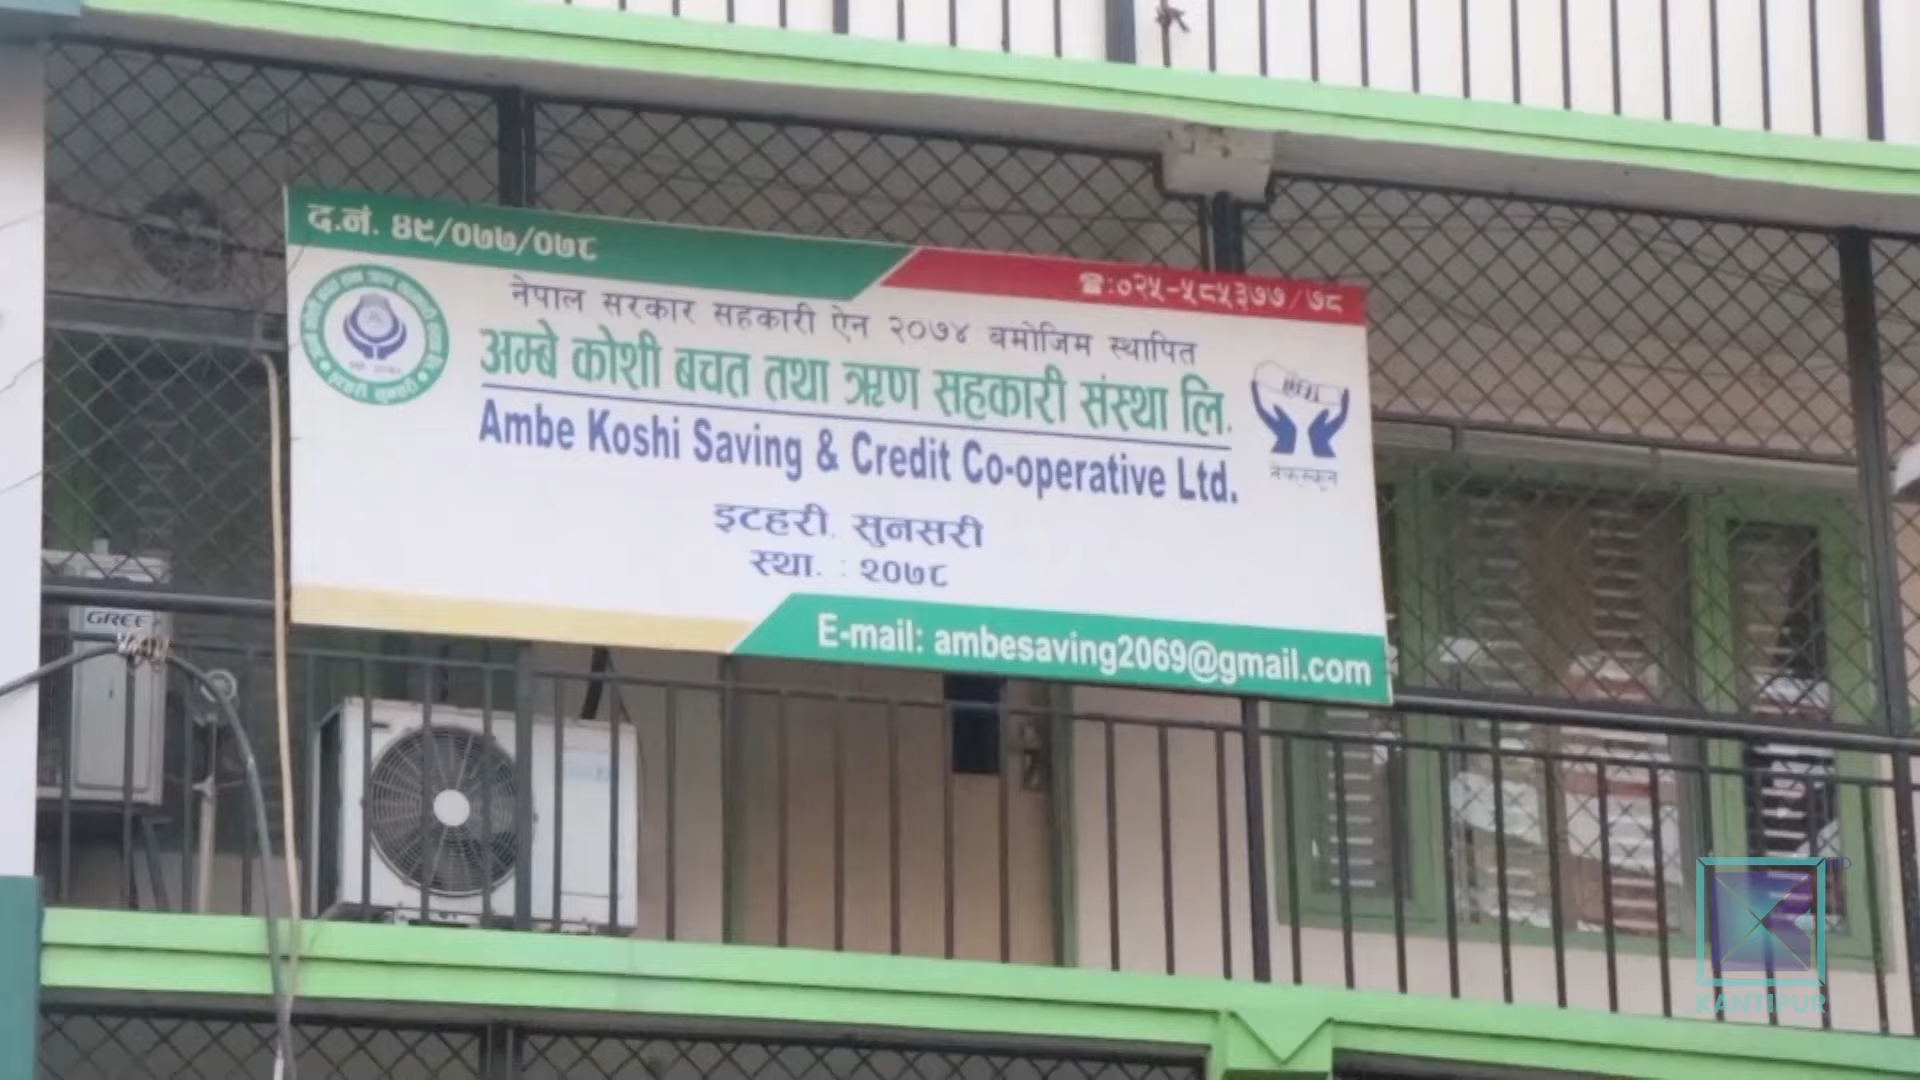 द.नं. ४९/०७७/०७८
☎:०२५-५८५३७७/७८
नेपाल सरकार सहकारी ऐन २०७४ बमोजिम स्थापित
अम्बे कोशी बचत तथा ऋण सहकारी संस्था लि.
Ambe Koshi Saving & Credit Co-operative Ltd.
नेफ्स्कून
इटहरी, सुनसरी
स्था. : २०७८
E-mail: ambesaving2069@gmail.com
GREE
KANTIPUR